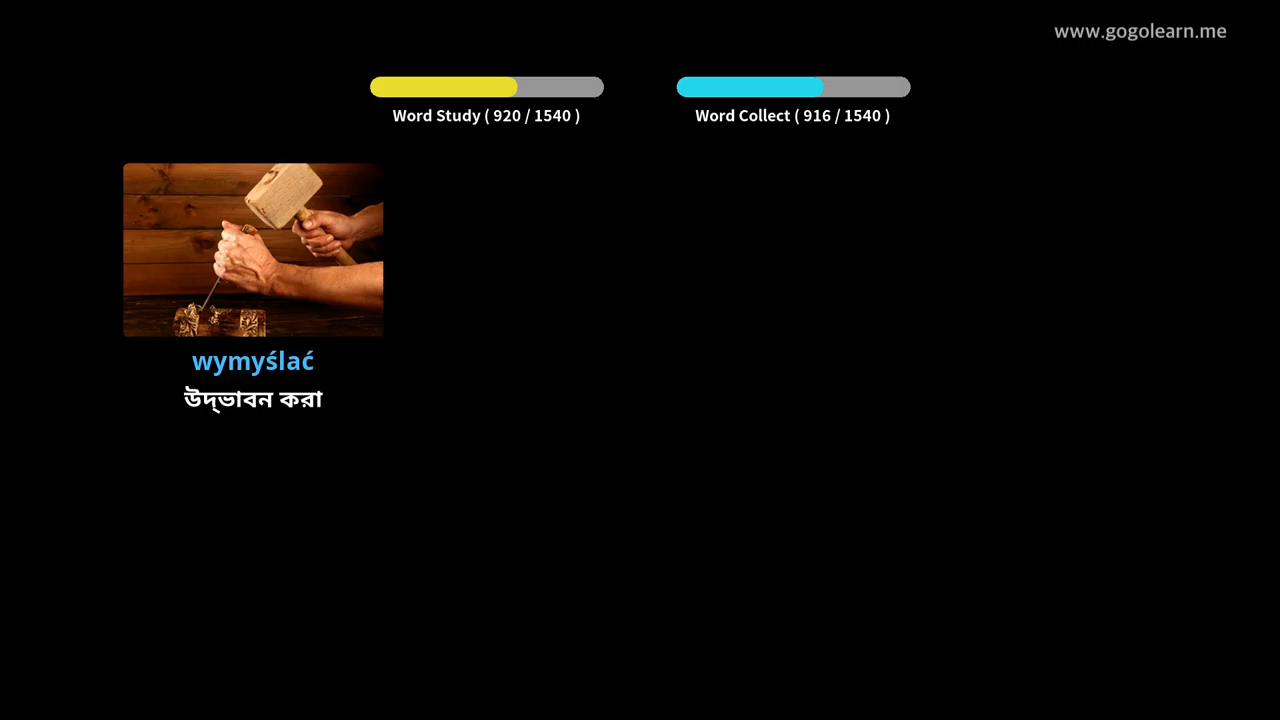 www.gogolearn.me
Word Study ( 920 / 1540 )
Word Collect ( 916 / 1540 )
wymyślać
উদ্‌ভাবন করা